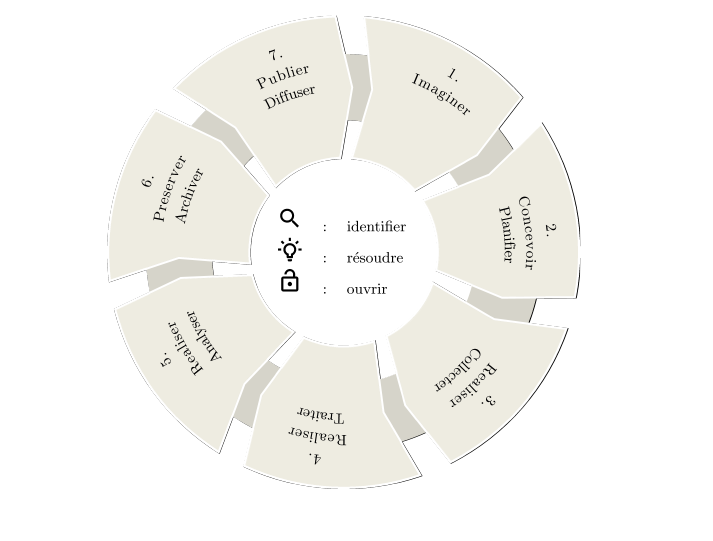 1.
Imaginer
2.
Concevoir
Planifier
3.
Realiser
Collecter
4.
Realiser
Traiter
5.
Realiser
Analyser
6.
Preserver
Archiver
7.
Publier
Diffuser
: identifier
: résoudre
: ouvrir